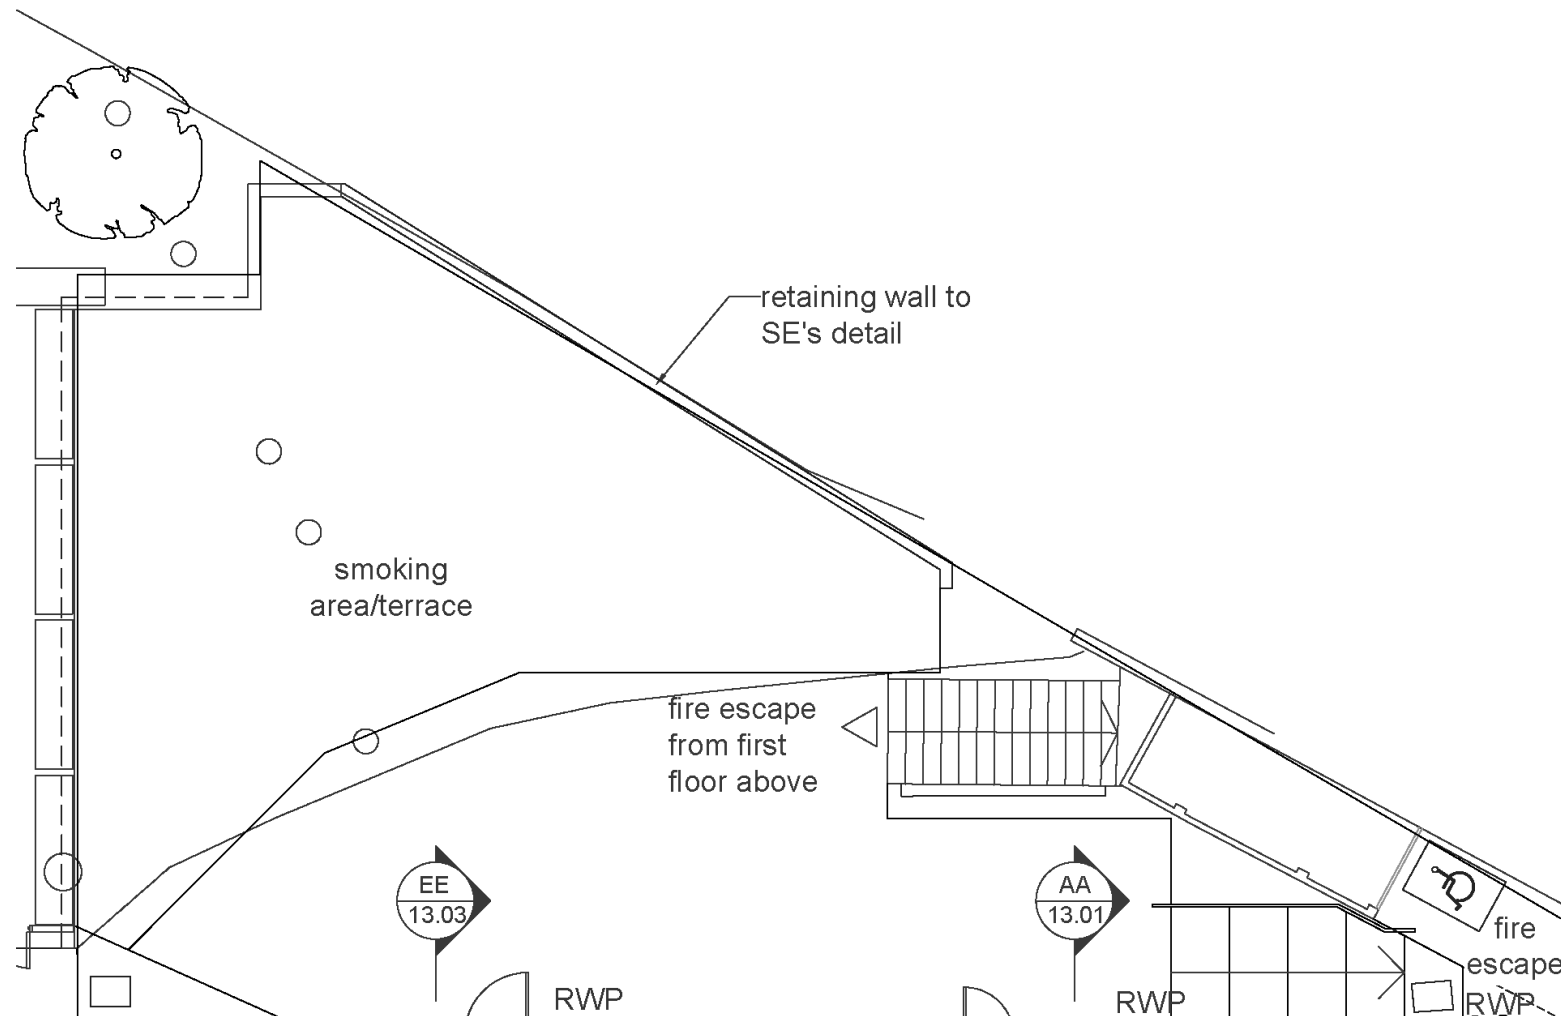 retaining wall to
SE's detail
smoking
area/terrace
fire escape
from first
floor above
EE
13.03
AA
13.01
fire
escape
RWP
RWP
RWP